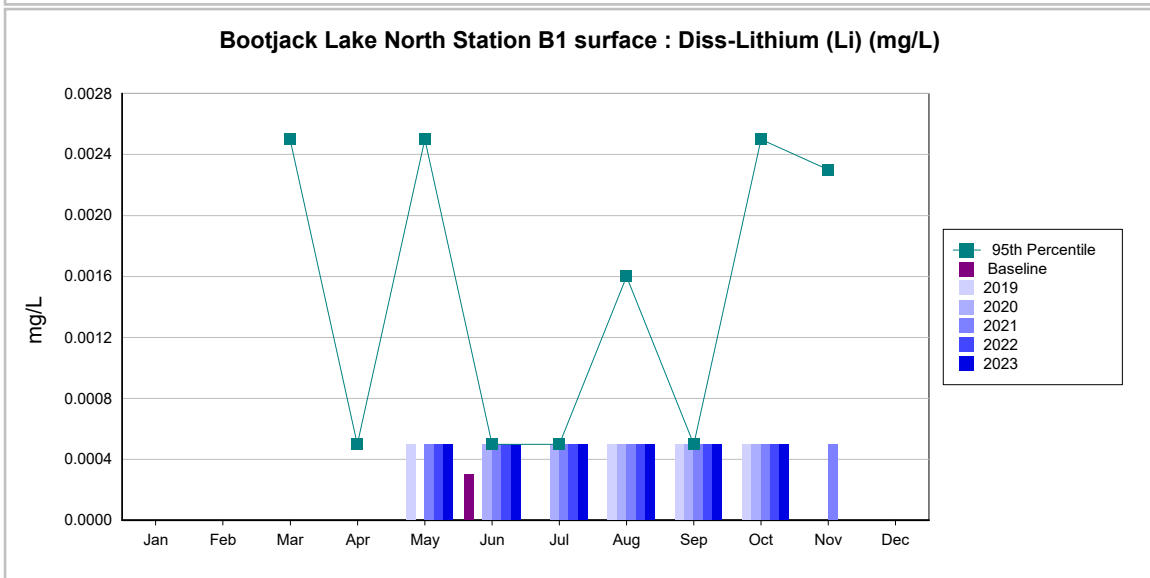 Bootjack Lake North Station B1 surface : Diss-Lithium (Li) (mg/L)
mg/L
0.0028
0.0024
0.0020
0.0016
0.0012
0.0008
0.0004
0.0000
Jan Feb Mar Apr May Jun Jul Aug Sep Oct Nov Dec
95th Percentile
Baseline
2019
2020
2021
2022
2023